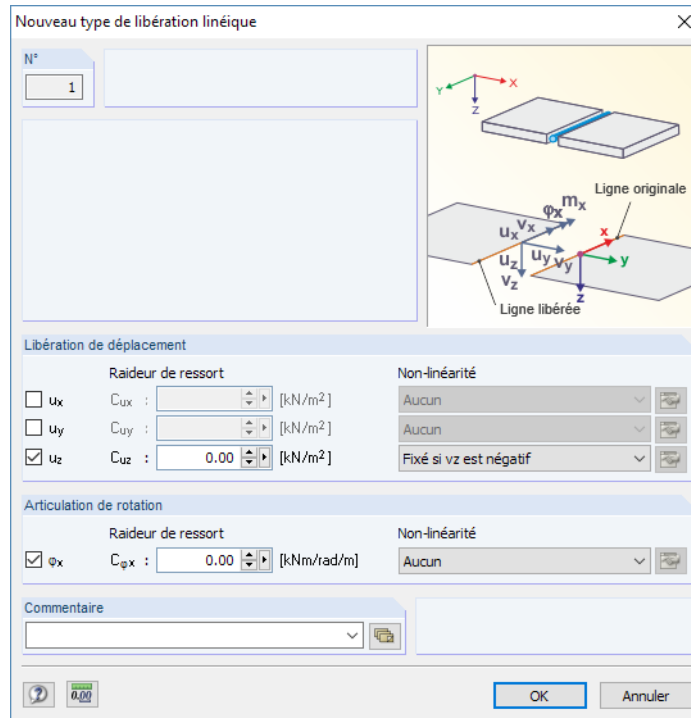 Nouveau type de libération linéique
N°
1
Y X
Z
Ligne originale
φx mx
ux vx
x
uy vy
y
uz
vz
z
Ligne libérée
Libération de déplacement
Raideur de ressort Non-linéarité
ux Cux : [kN/m²] Aucun
uy Cuy : [kN/m²] Aucun
uz Cuz : 0.00 [kN/m²] Fixé si vz est négatif
Articulation de rotation
Raideur de ressort Non-linéarité
φx Cφx : 0.00 [kNm/rad/m] Aucun
Commentaire
0.00 OK Annuler